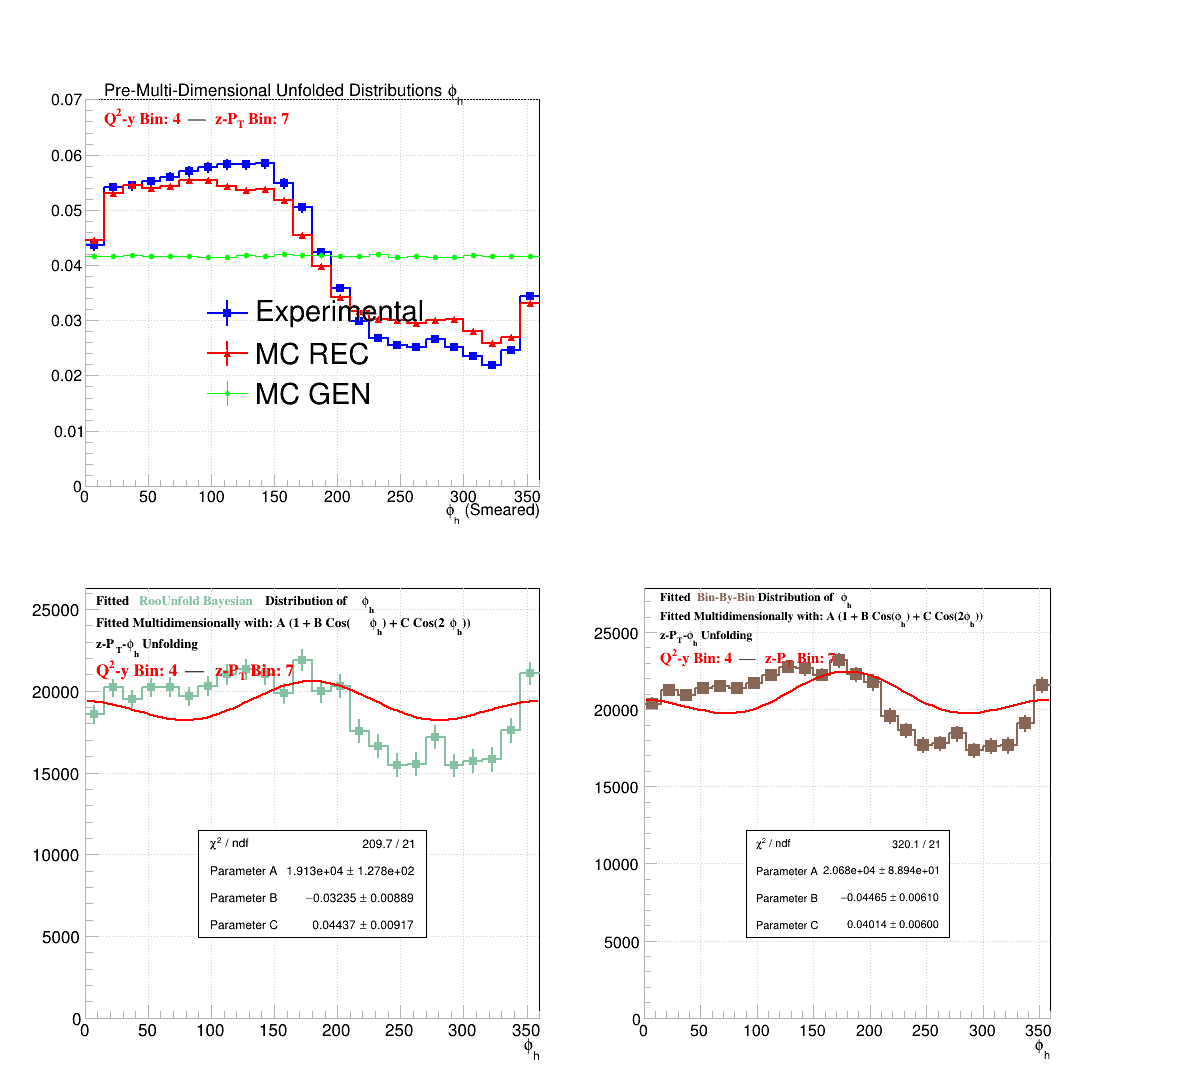 Pre-Multi-Dimensional Unfolded Distributions ϕh
Q2-y Bin: 4 — z-PT Bin: 7
0.07
0.06
0.05
0.04
0.03
0.02
0.01
0
Experimental
MC REC
MC GEN
0 50 100 150 200 250 300 350
ϕh (Smeared)
Fitted RooUnfold Bayesian Distribution of ϕh
Fitted Multidimensionally with: A (1 + B Cos( ϕh) + C Cos(2 ϕh))
z-PT-ϕh Unfolding
Q2-y Bin: 4 — z-PT Bin: 7
25000
20000
15000
10000
5000
0
χ2 / ndf 209.7 / 21
Parameter A 1.913e+04 ± 1.278e+02
Parameter B −0.03235 ± 0.00889
Parameter C 0.04437 ± 0.00917
0 50 100 150 200 250 300 350
ϕh
Fitted Bin-By-Bin Distribution of ϕh
Fitted Multidimensionally with: A (1 + B Cos(ϕh) + C Cos(2ϕh))
z-PT-ϕh Unfolding
Q2-y Bin: 4 — z-PT Bin: 7
25000
20000
15000
10000
5000
0
χ2 / ndf 320.1 / 21
Parameter A 2.068e+04 ± 8.894e+01
Parameter B −0.04465 ± 0.00610
Parameter C 0.04014 ± 0.00600
0 50 100 150 200 250 300 350
ϕh